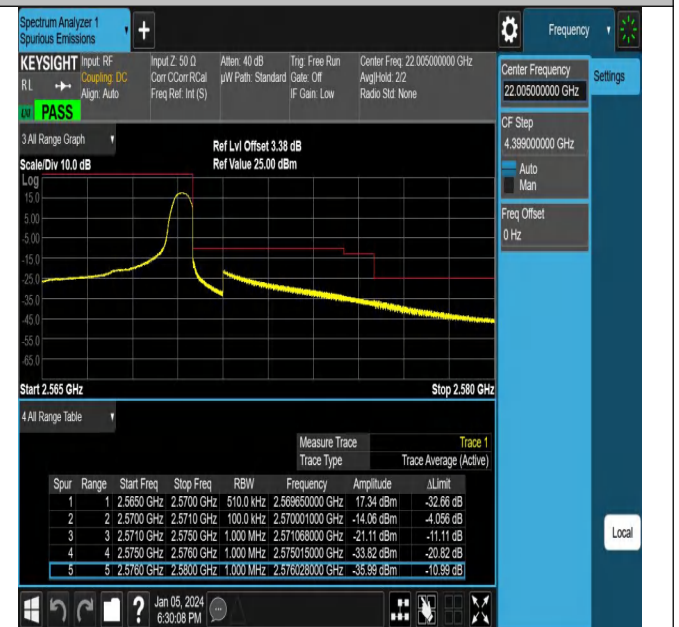 Spectrum Analyzer 1
Spurious Emissions
+
Frequency
KEYSIGHT
RL
Input: RF
Coupling: DC
Align: Auto
Input Z: 50 Ω
Corr CCorr RCal
Freq Ref: Int (S)
Atten: 40 dB
µW Path: Standard
Trig: Free Run
Gate: Off
IF Gain: Low
Center Freq: 22.005000000 GHz
Avg|Hold: 2/2
Radio Std: None
PASS
Center Frequency
22.005000000 GHz
Settings
CF Step
4.399000000 GHz
Auto
Man
Freq Offset
0 Hz
3 All Range Graph
Scale/Div 10.0 dB
Ref Lvl Offset 3.38 dB
Ref Value 25.00 dBm
Log
15.0
5.00
-5.00
-15.0
-25.0
-35.0
-45.0
-55.0
-65.0
Start 2.565 GHz
Stop 2.580 GHz
4 All Range Table
Measure Trace Trace 1
Trace Type Trace Average (Active)
Spur Range Start Freq Stop Freq RBW Frequency Amplitude ΔLimit
1 1 2.5650 GHz 2.5700 GHz 510.0 kHz 2.569650000 GHz 17.34 dBm -32.66 dB
2 2 2.5700 GHz 2.5710 GHz 100.0 kHz 2.570001000 GHz -14.06 dBm -4.056 dB
3 3 2.5710 GHz 2.5750 GHz 1.000 MHz 2.571068000 GHz -21.11 dBm -11.11 dB
4 4 2.5750 GHz 2.5760 GHz 1.000 MHz 2.575015000 GHz -33.82 dBm -20.82 dB
5 5 2.5760 GHz 2.5800 GHz 1.000 MHz 2.576028000 GHz -35.99 dBm -10.99 dB
Local
?
Jan 05, 2024
6:30:08 PM